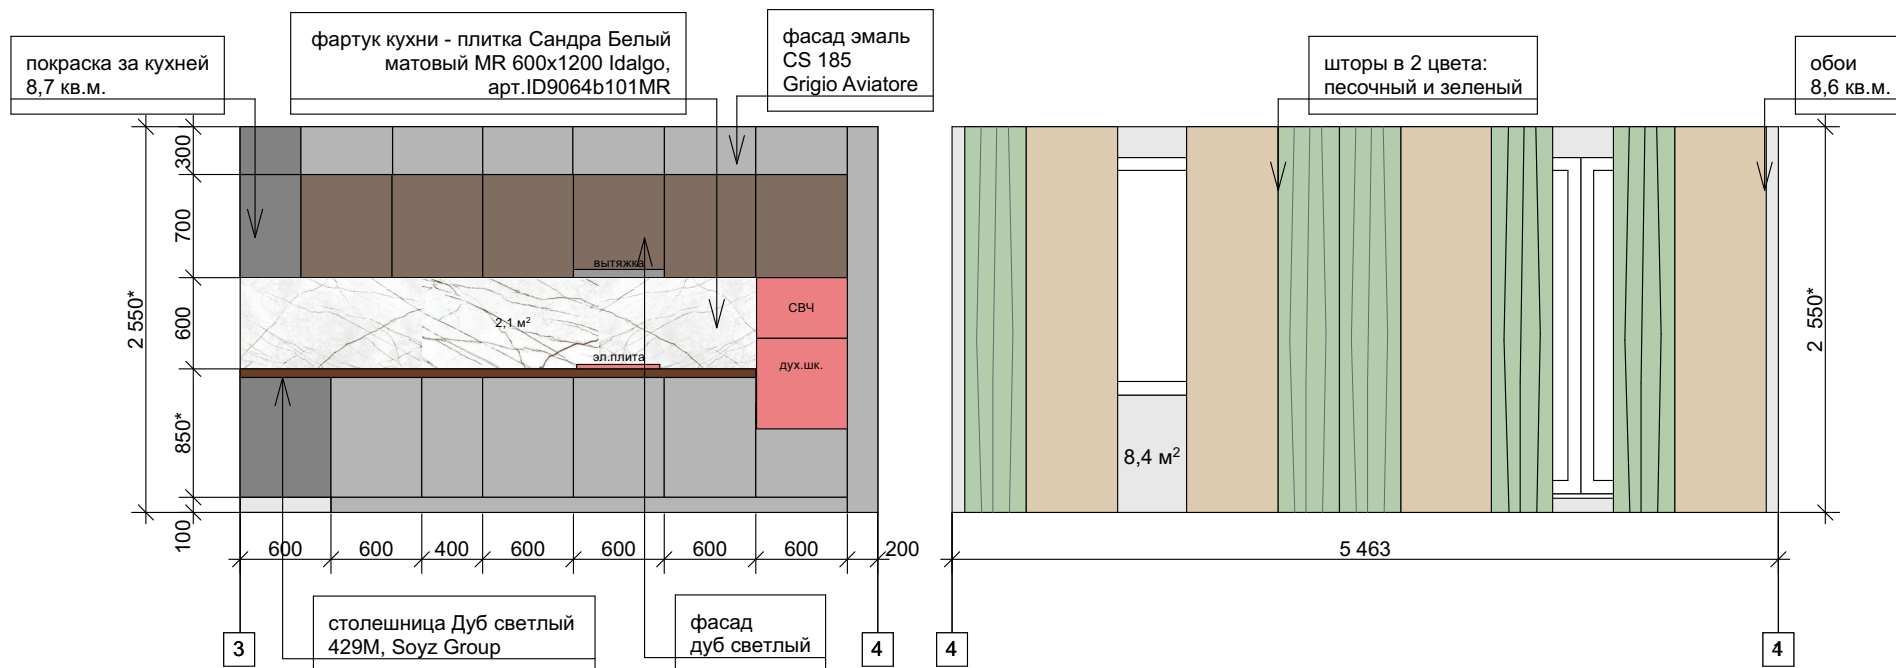 покраска за кухней
8,7 кв.м.
фартук кухни - плитка Сандра Белый
матовый MR 600x1200 Idalgo,
арт.ID9064b101MR
фасад эмаль
CS 185
Grigio Aviatore
шторы в 2 цвета:
песочный и зеленый
обои
8,6 кв.м.
300
700
600
850*
100
2 550*
вытяжка
2,1 м²
эл.плита
СВЧ
дух.шк.
8,4 м²
2 550*
600 600 400 600 600 600 600 200
5 463
столешница Дуб светлый
429М, Soyz Group
фасад
дуб светлый
3 4 4 4